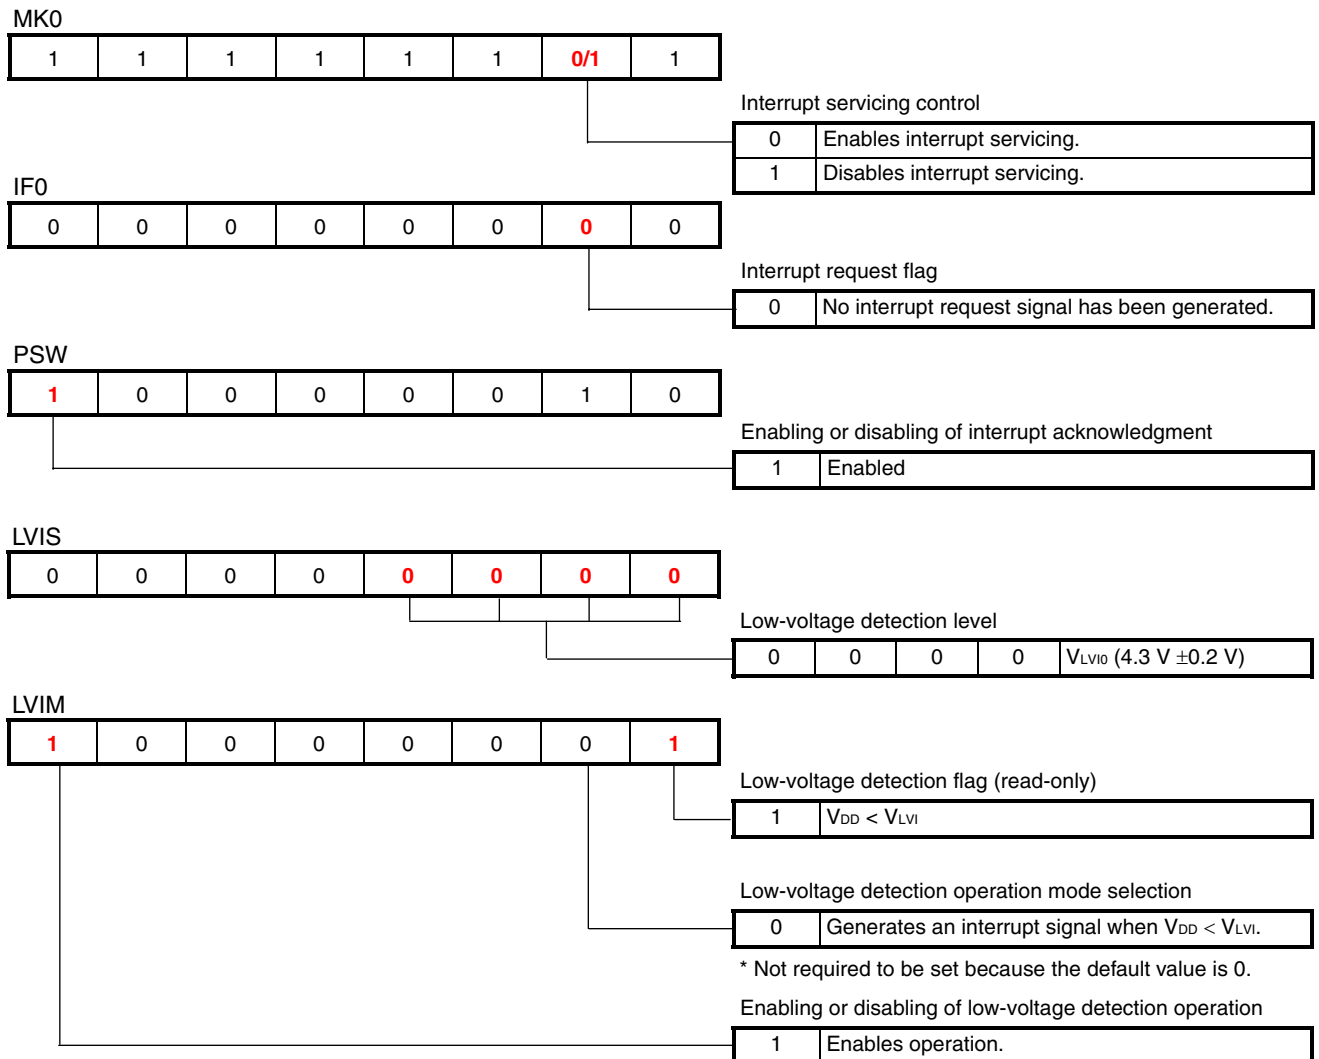 MK0
1 1 1 1 1 1 0/1 1
Interrupt servicing control
0 Enables interrupt servicing.
1 Disables interrupt servicing.
IF0
0 0 0 0 0 0 0 0
Interrupt request flag
0 No interrupt request signal has been generated.
PSW
1 0 0 0 0 0 1 0
Enabling or disabling of interrupt acknowledgment
1 Enabled
LVIS
0 0 0 0 0 0 0 0
Low-voltage detection level
0 0 0 0 VLVI0 (4.3 V ±0.2 V)
LVIM
1 0 0 0 0 0 0 1
Low-voltage detection flag (read-only)
1 VDD < VLVI
Low-voltage detection operation mode selection
0 Generates an interrupt signal when VDD < VLVI.
* Not required to be set because the default value is 0.
Enabling or disabling of low-voltage detection operation
1 Enables operation.